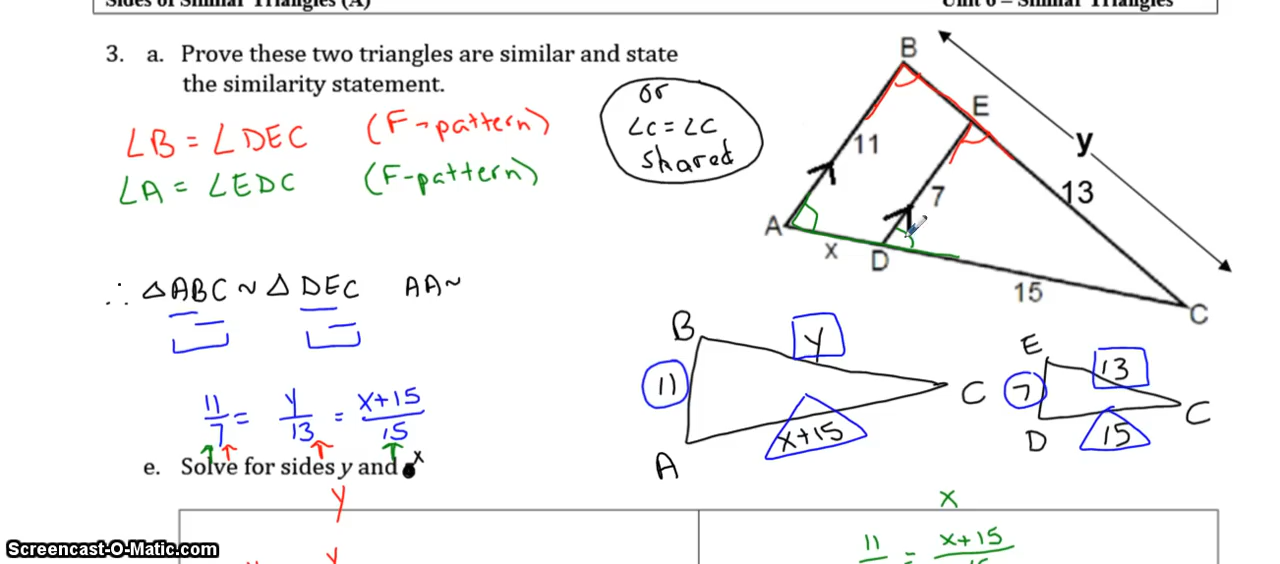 Sides of Similar Triangles (A)
Unit 6 – Similar Triangles
3. a. Prove these two triangles are similar and state
the similarity statement.
∠B = ∠DEC (F-pattern)
∠A = ∠EDC (F-pattern)
or
∠C = ∠C
shared
B
E
11
y
7
13
A
x
D
15
C
∴ △ABC ~ △DEC AA~
B
y
11
C
x+15
A
E
13
7
C
15
D
11/7 = y/13 = x+15/15
e. Solve for sides y and x
y
x
11 = x+15
Screencast-O-Matic.com